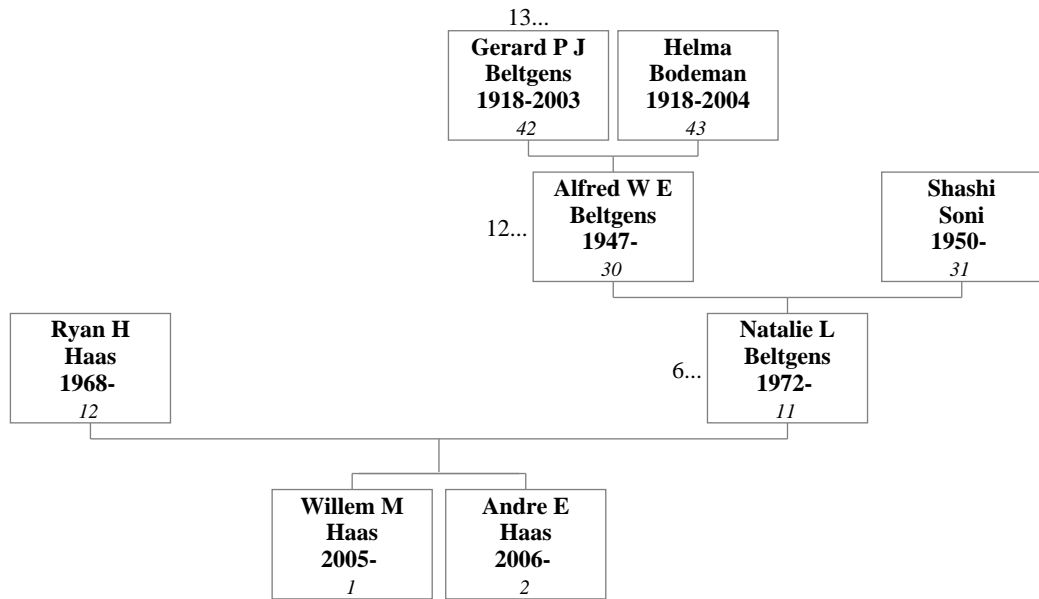 13...
Gerard P J
Beltgens
1918-2003
42
Helma
Bodeman
1918-2004
43
12...
Alfred W E
Beltgens
1947-
30
Shashi
Soni
1950-
31
Ryan H
Haas
1968-
12
6...
Natalie L
Beltgens
1972-
11
Willem M
Haas
2005-
1
Andre E
Haas
2006-
2